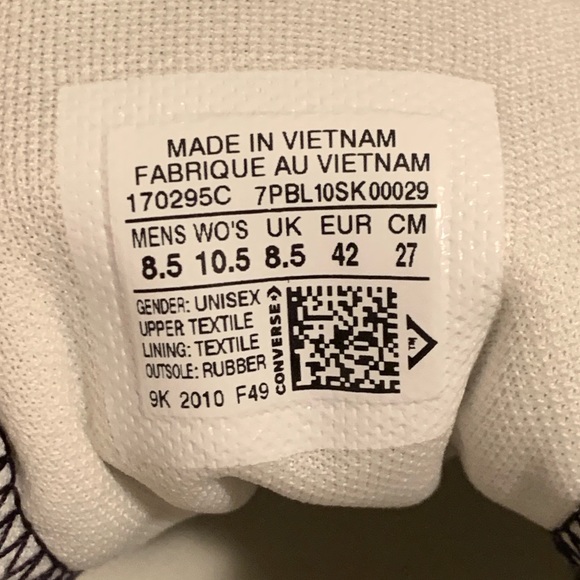 MADE IN VIETNAM
FABRIQUE AU VIETNAM
170295C 7PBL10SK00029
MENS WO'S UK EUR CM
8.5 10.5 8.5 42 27
GENDER: UNISEX
UPPER TEXTILE
LINING: TEXTILE
OUTSOLE: RUBBER
9K 2010 F49
CONVERSE